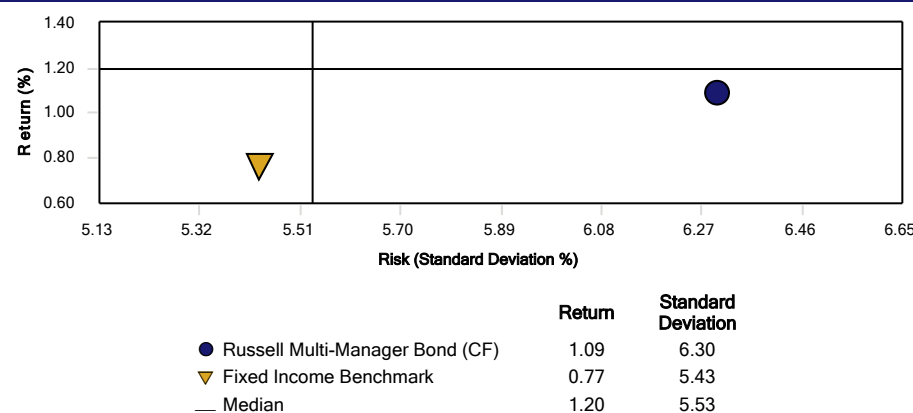 1.40
1.20
1.00
0.80
0.60
Return (%)
5.13 5.32 5.51 5.70 5.89 6.08 6.27 6.46 6.65
Risk (Standard Deviation %)
Return Standard
Deviation
Russell Multi-Manager Bond (CF) 1.09 6.30
Fixed Income Benchmark 0.77 5.43
Median 1.20 5.53